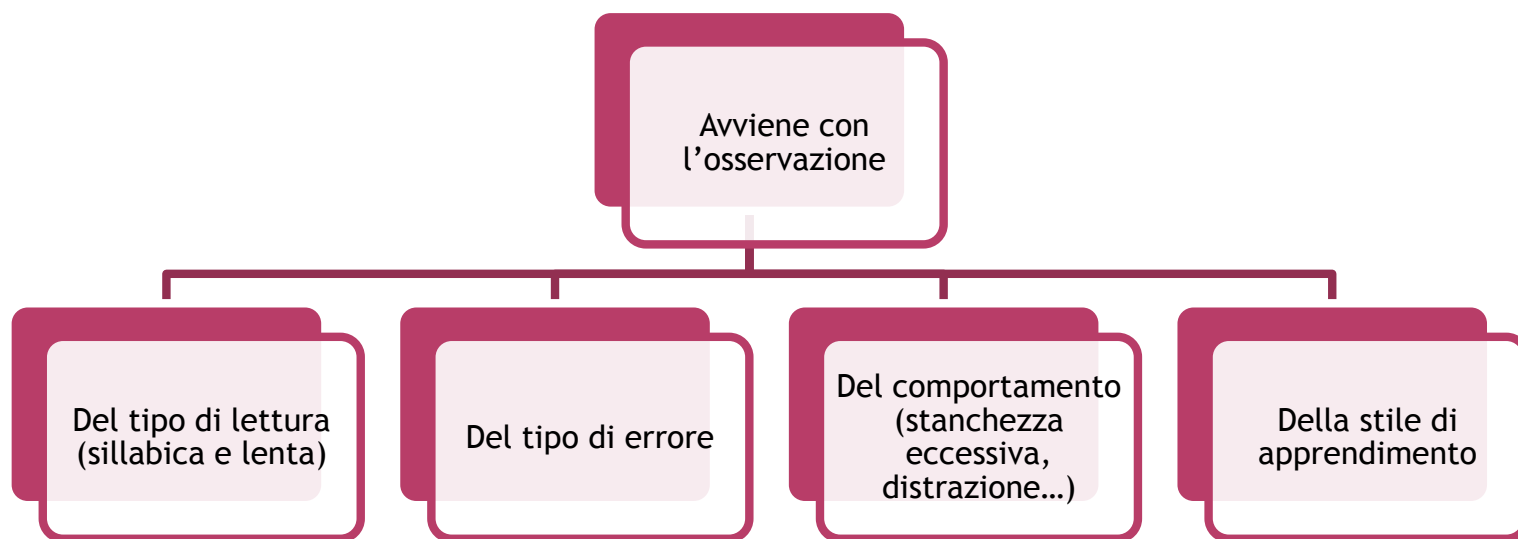 Avviene con
l’osservazione
Del tipo di lettura
(sillabica e lenta)
Del tipo di errore
Del comportamento
(stanchezza
eccessiva,
distrazione…)
Della stile di
apprendimento